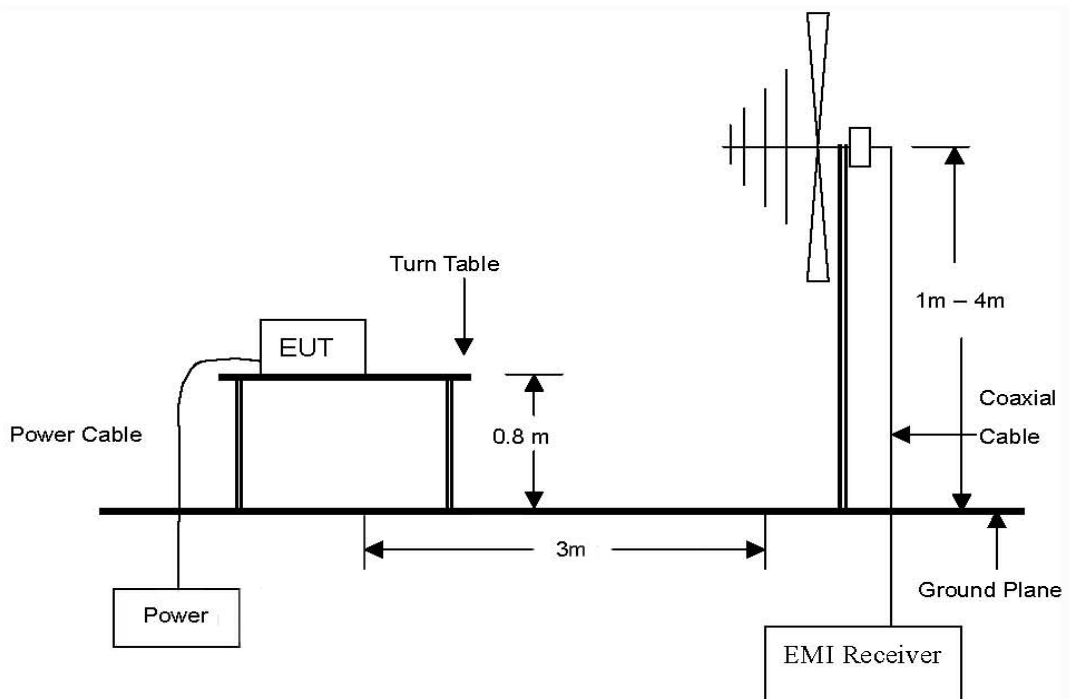 Turn Table
1m – 4m
EUT
Coaxial
Cable
Power Cable
0.8 m
3m
Ground Plane
Power
EMI Receiver